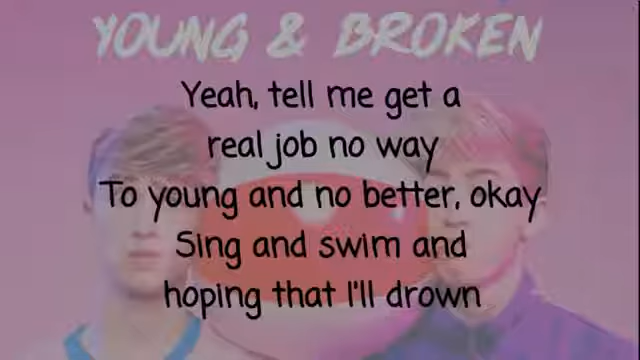 YOUNG & BROKEN
Yeah, tell me get a
real job no way
To young and no better, okay
Sing and swim and
hoping that I'll drown